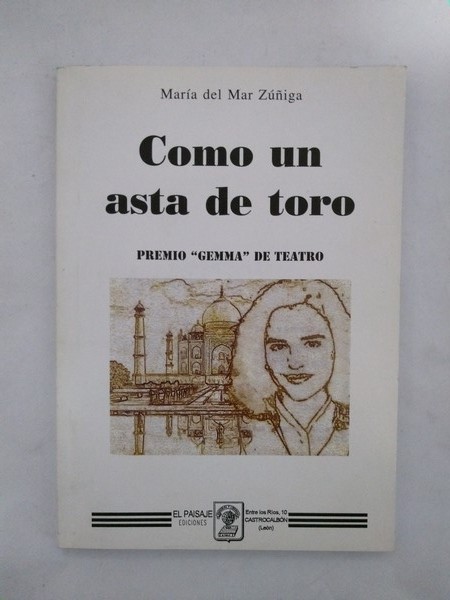 María del Mar Zúñiga
Como un
asta de toro
PREMIO “GEMMA” DE TEATRO
EL PAISAJE
EDICIONES
Entre los Ríos, 10
CASTROCALBÓN
(León)